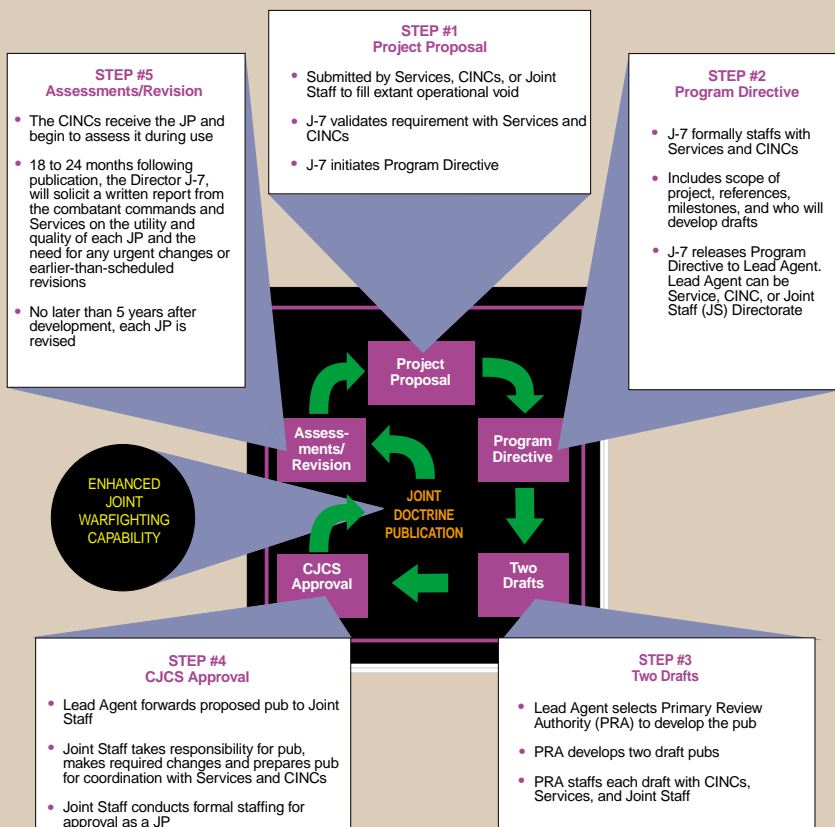 STEP #1
Project Proposal
• Submitted by Services, CINCs, or Joint
Staff to fill extant operational void
• J-7 validates requirement with Services and
CINCs
• J-7 initiates Program Directive
STEP #5
Assessments/Revision
• The CINCs receive the JP and
begin to assess it during use
• 18 to 24 months following
publication, the Director J-7,
will solicit a written report from
the combatant commands and
Services on the utility and
quality of each JP and the
need for any urgent changes or
earlier-than-scheduled
revisions
• No later than 5 years after
development, each JP is
revised
STEP #2
Program Directive
• J-7 formally staffs with
Services and CINCs
• Includes scope of
project, references,
milestones, and who will
develop drafts
• J-7 releases Program
Directive to Lead Agent.
Lead Agent can be
Service, CINC, or Joint
Staff (JS) Directorate
Project
Proposal
Assess-
ments/
Revision
Program
Directive
ENHANCED
JOINT
WARFIGHTING
CAPABILITY
JOINT
DOCTRINE
PUBLICATION
CJCS
Approval
Two
Drafts
STEP #4
CJCS Approval
• Lead Agent forwards proposed pub to Joint
Staff
• Joint Staff takes responsibility for pub,
makes required changes and prepares pub
for coordination with Services and CINCs
• Joint Staff conducts formal staffing for
approval as a JP
STEP #3
Two Drafts
• Lead Agent selects Primary Review
Authority (PRA) to develop the pub
• PRA develops two draft pubs
• PRA staffs each draft with CINCs,
Services, and Joint Staff